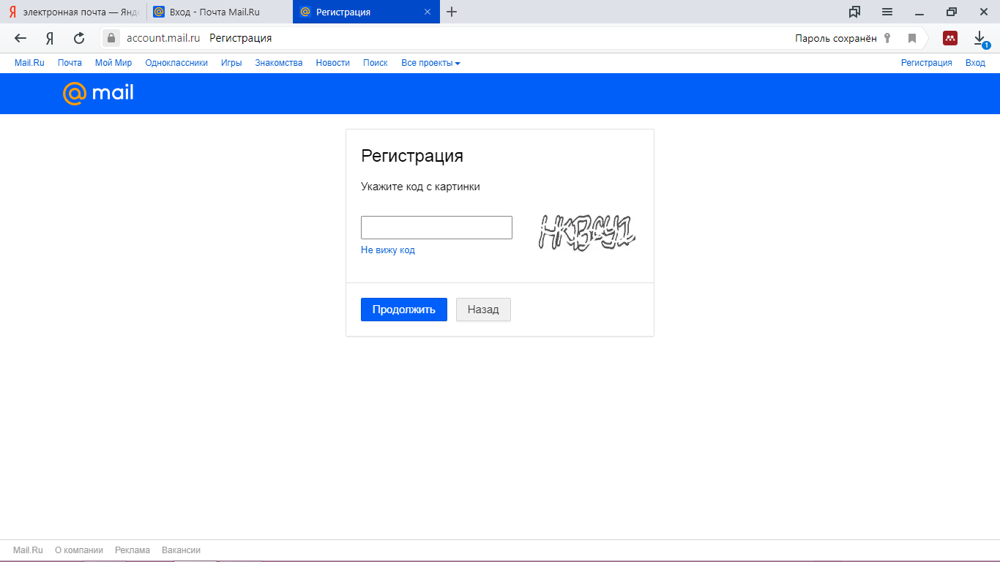 электронная почта — Янд
Вход - Почта Mail.Ru
Регистрация
account.mail.ru Регистрация
Пароль сохранён
1
Mail.Ru Почта Мой Мир Одноклассники Игры Знакомства Новости Поиск Все проекты
Регистрация Вход
@ mail
Регистрация
Укажите код с картинки
Не вижу код
Продолжить Назад
Mail.Ru О компании Реклама Вакансии